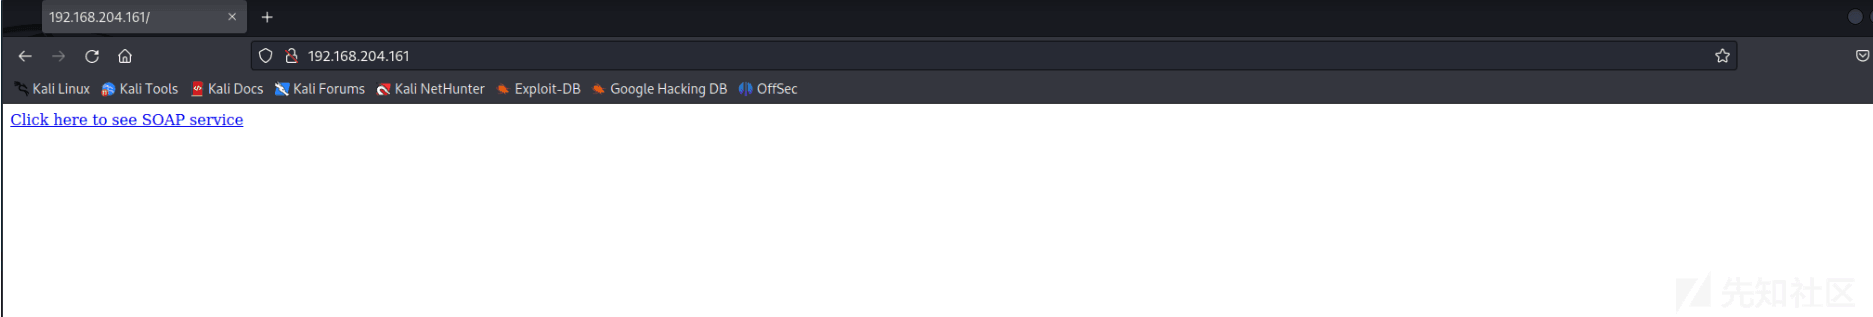 192.168.204.161/
192.168.204.161
Kali Linux Kali Tools Kali Docs Kali Forums Kali NetHunter Exploit-DB Google Hacking DB OffSec
Click here to see SOAP service
先知社区